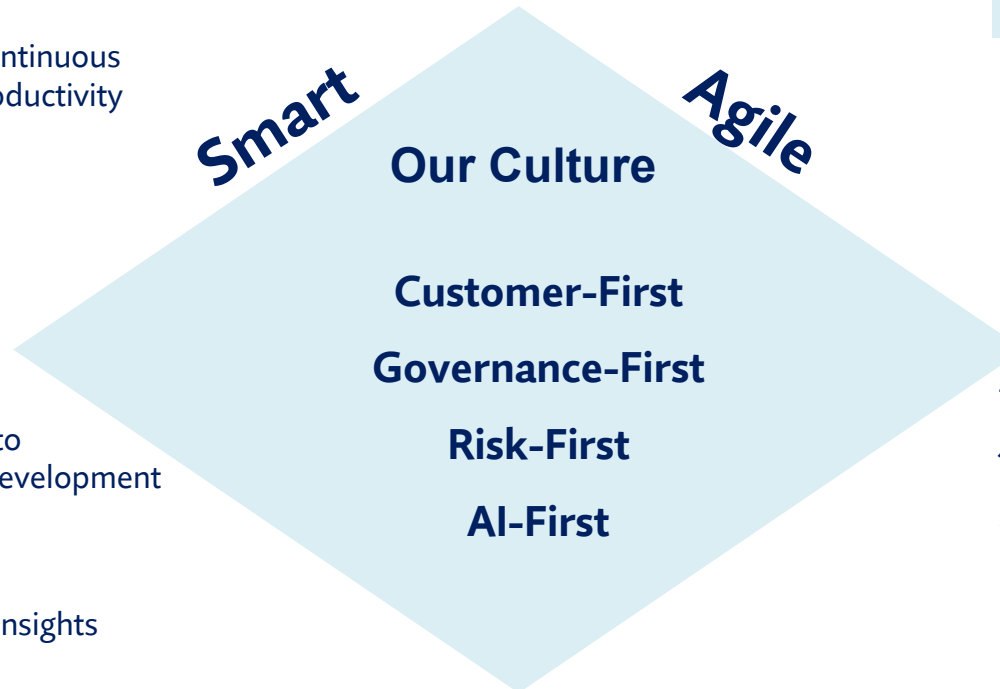 ntinuous
oductivity
Smart
Agile
Our Culture
Customer-First
Governance-First
Risk-First
AI-First
to
evelopment
nsights